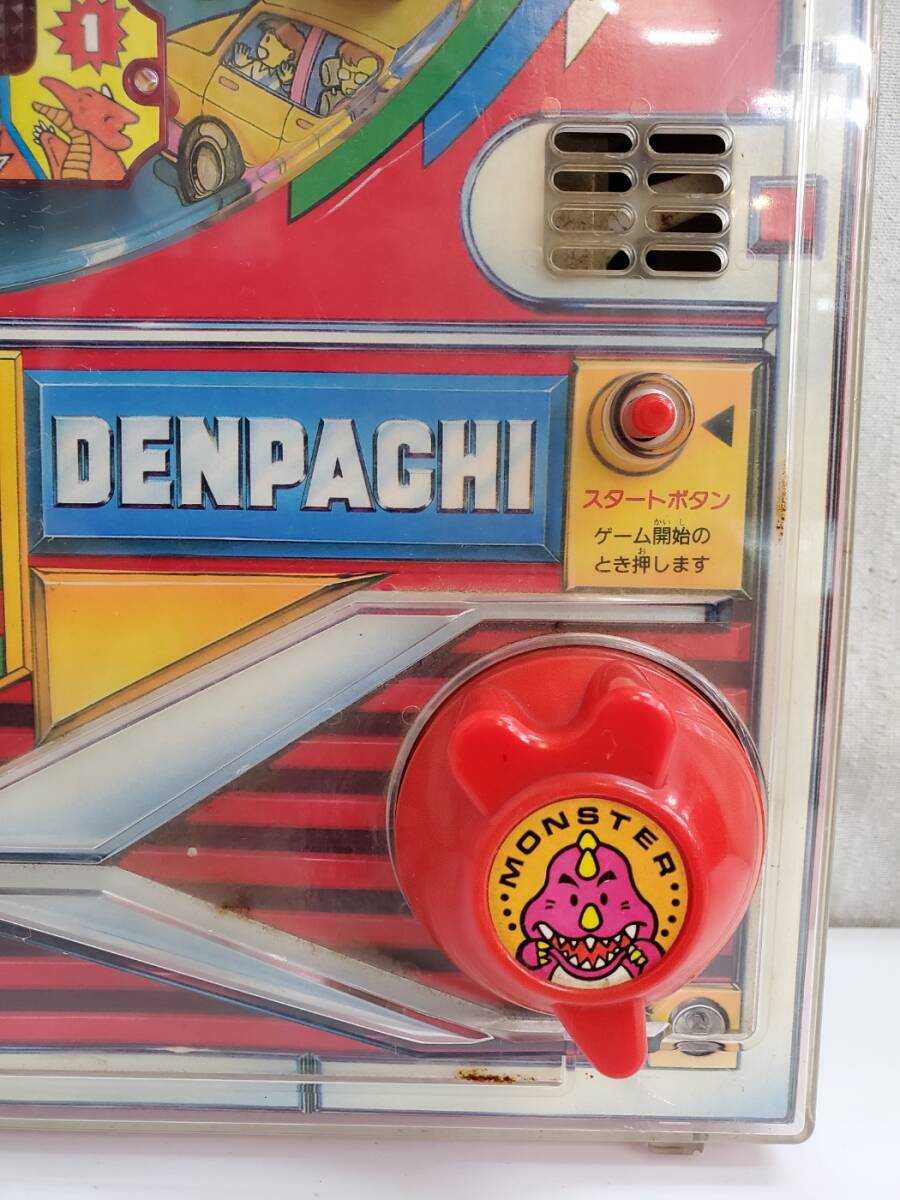 1
DENPACHI
スタートボタン
ゲーム開始の
とき押します
MONSTER